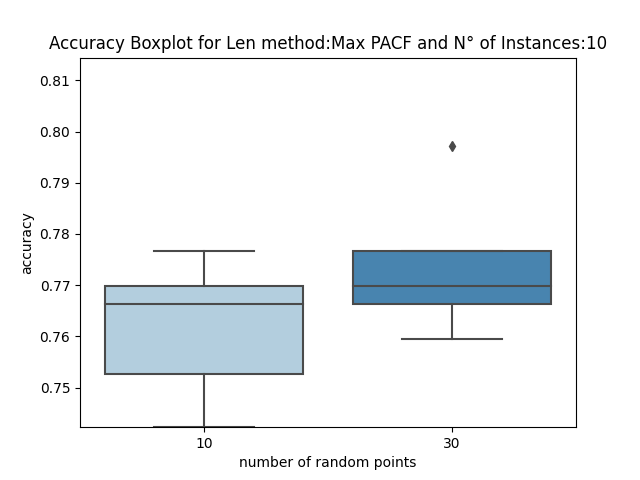 Accuracy Boxplot for Len method:Max PACF and N° of Instances:10
0.81
0.80
0.79
0.78
0.77
0.76
0.75
accuracy
10 30
number of random points